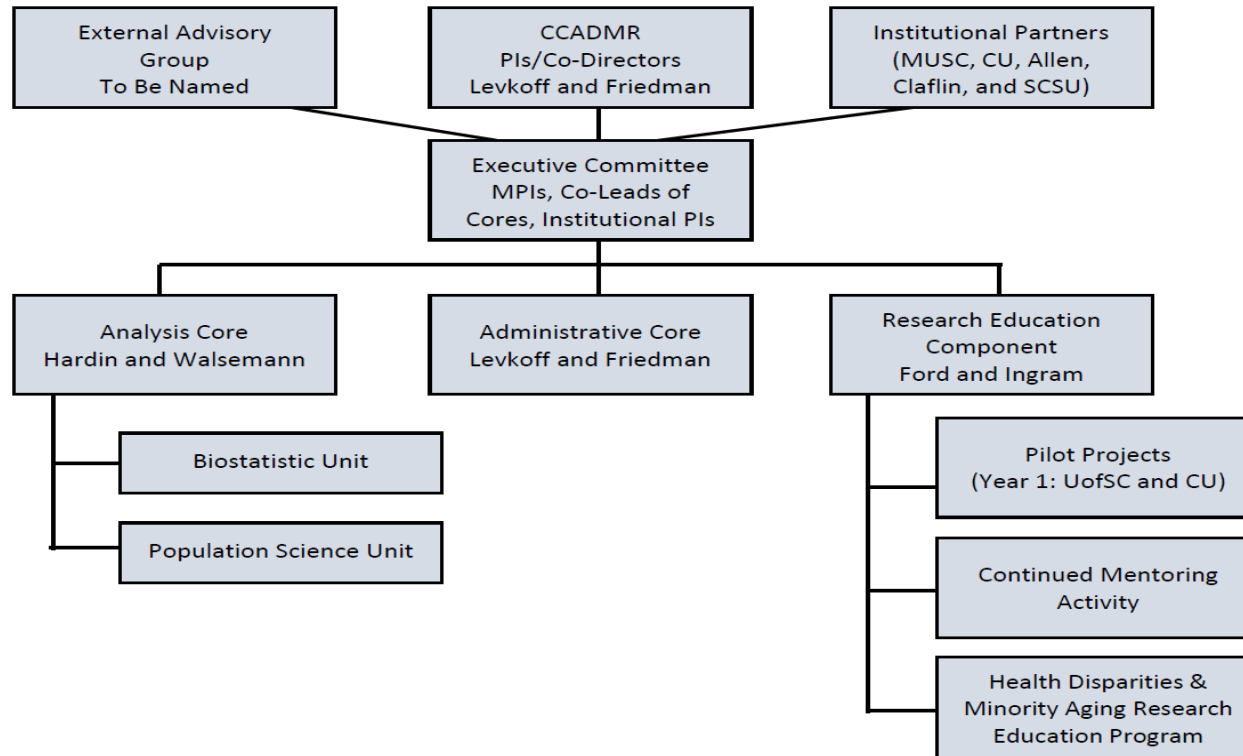 External Advisory
Group
To Be Named
CCADMR
PIs/Co-Directors
Levkoff and Friedman
Institutional Partners
(MUSC, CU, Allen,
Claflin, and SCSU)
Executive Committee
MPIs, Co-Leads of
Cores, Institutional PIs
Analysis Core
Hardin and Walsemann
Administrative Core
Levkoff and Friedman
Research Education
Component
Ford and Ingram
Biostatistic Unit
Population Science Unit
Pilot Projects
(Year 1: UofSC and CU)
Continued Mentoring
Activity
Health Disparities &
Minority Aging Research
Education Program